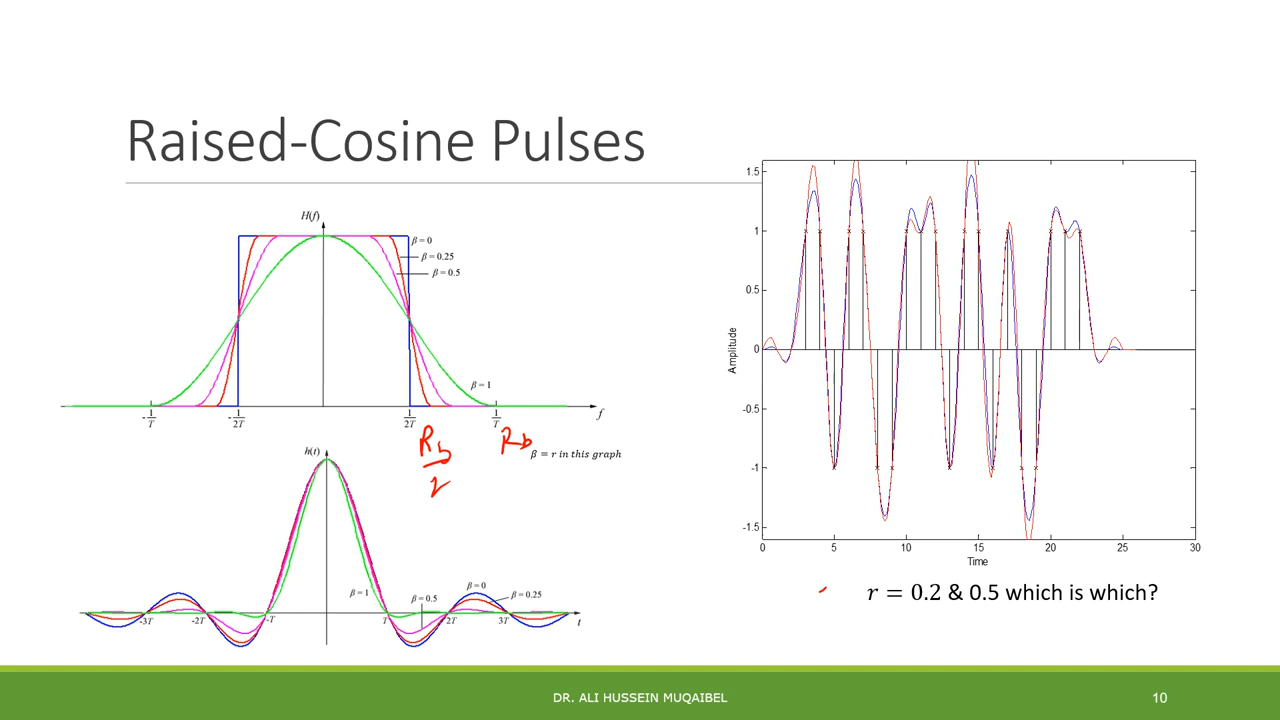 Raised-Cosine Pulses
H(f)
β = 0
β = 0.25
β = 0.5
β = 1
-1/T
-1/2T
1/2T
1/T
f
R_b/2
R_b
β = r in this graph
h(t)
β = 1
β = 0.5
β = 0
β = 0.25
-3T
-2T
-T
T
2T
3T
t
1.5
1
0.5
0
-0.5
-1
-1.5
Amplitude
0
5
10
15
20
25
30
Time
r = 0.2 & 0.5 which is which?
DR. ALI HUSSEIN MUQAIBEL
10